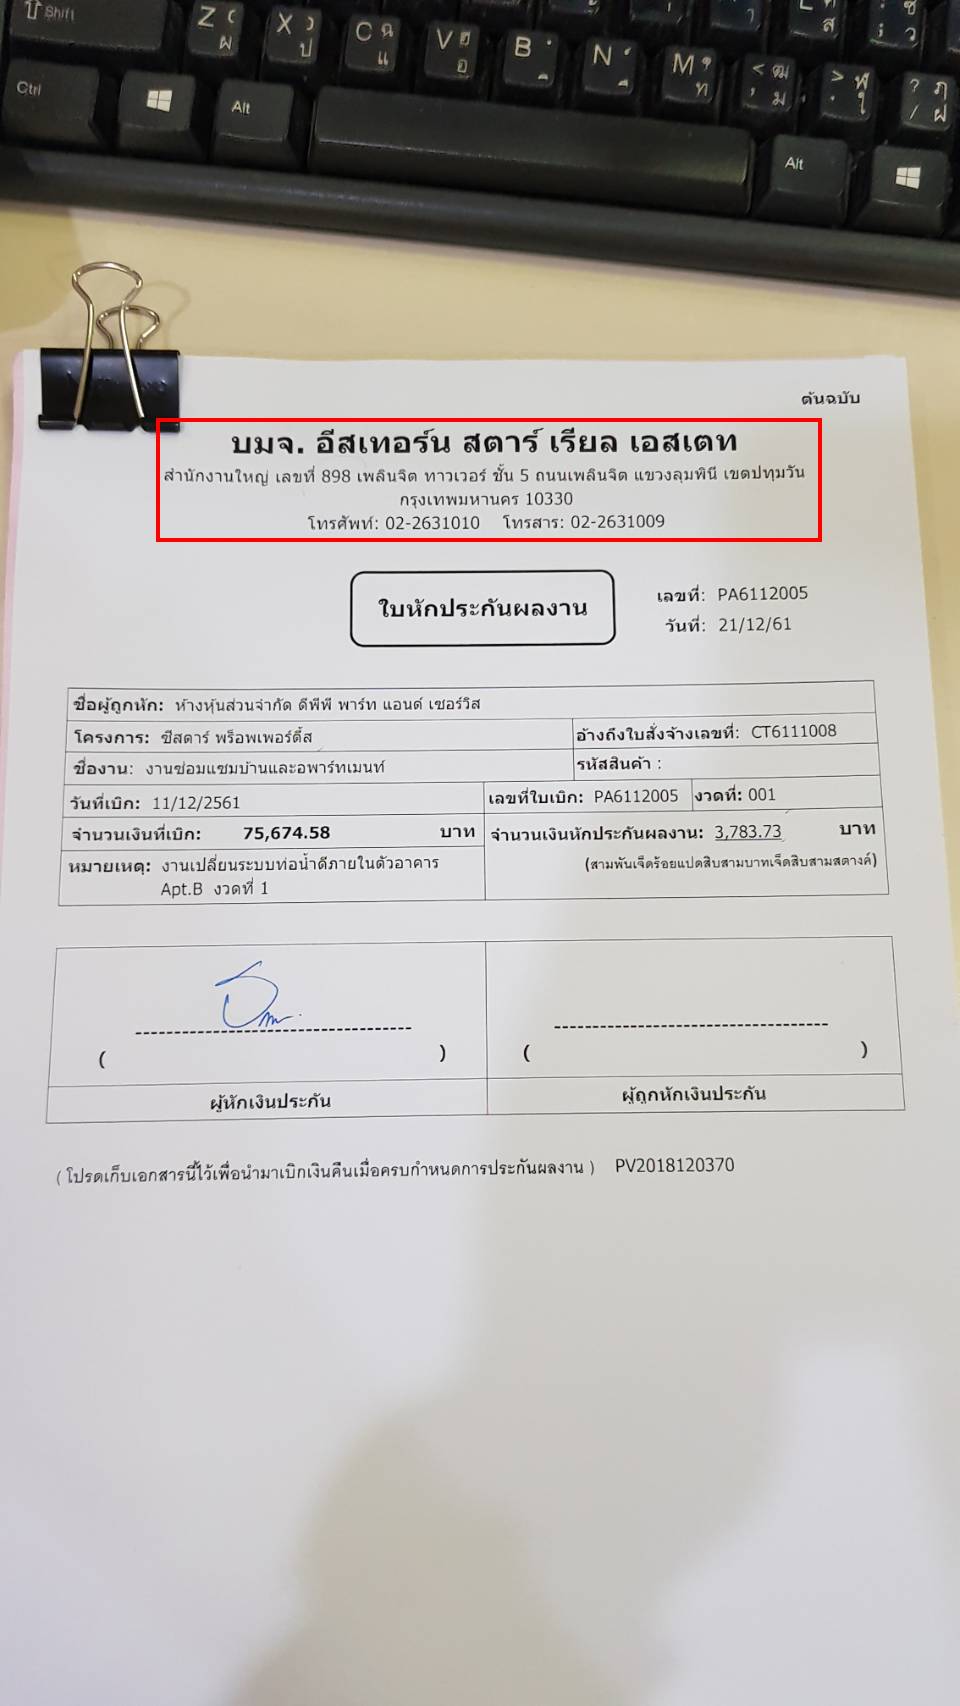 Shift Z ผ X ป C ฉ แ V ฮ อ B N M ท < ฒ , ม > ฬ . ใ ? ฦ / ฝ
Ctrl Alt Alt
ต้นฉบับ
บมจ. อีสเทอร์น สตาร์ เรียล เอสเตท
สำนักงานใหญ่ เลขที่ 898 เพลินจิต ทาวเวอร์ ชั้น 5 ถนนเพลินจิต แขวงลุมพินี เขตปทุมวัน
กรุงเทพมหานคร 10330
โทรศัพท์: 02-2631010 โทรสาร: 02-2631009
ใบหักประกันผลงาน
เลขที่: PA6112005
วันที่: 21/12/61
ชื่อผู้ถูกหัก: ห้างหุ้นส่วนจำกัด ดีพีพี พาร์ท แอนด์ เซอร์วิส
โครงการ: ซีสตาร์ พร็อพเพอร์ตี้ส อ้างถึงใบสั่งจ้างเลขที่: CT6111008
ชื่องาน: งานซ่อมแซมบ้านและอพาร์ทเมนท์ รหัสสินค้า :
วันที่เบิก: 11/12/2561 เลขที่ใบเบิก: PA6112005 งวดที่: 001
จำนวนเงินที่เบิก: 75,674.58 บาท จำนวนเงินหักประกันผลงาน: 3,783.73 บาท
หมายเหตุ: งานเปลี่ยนระบบท่อน้ำดีภายในตัวอาคาร (สามพันเจ็ดร้อยแปดสิบสามบาทเจ็ดสิบสามสตางค์)
Apt.B งวดที่ 1
( ) ( )
ผู้หักเงินประกัน ผู้ถูกหักเงินประกัน
( โปรดเก็บเอกสารนี้ไว้เพื่อนำมาเบิกเงินคืนเมื่อครบกำหนดการประกันผลงาน ) PV2018120370